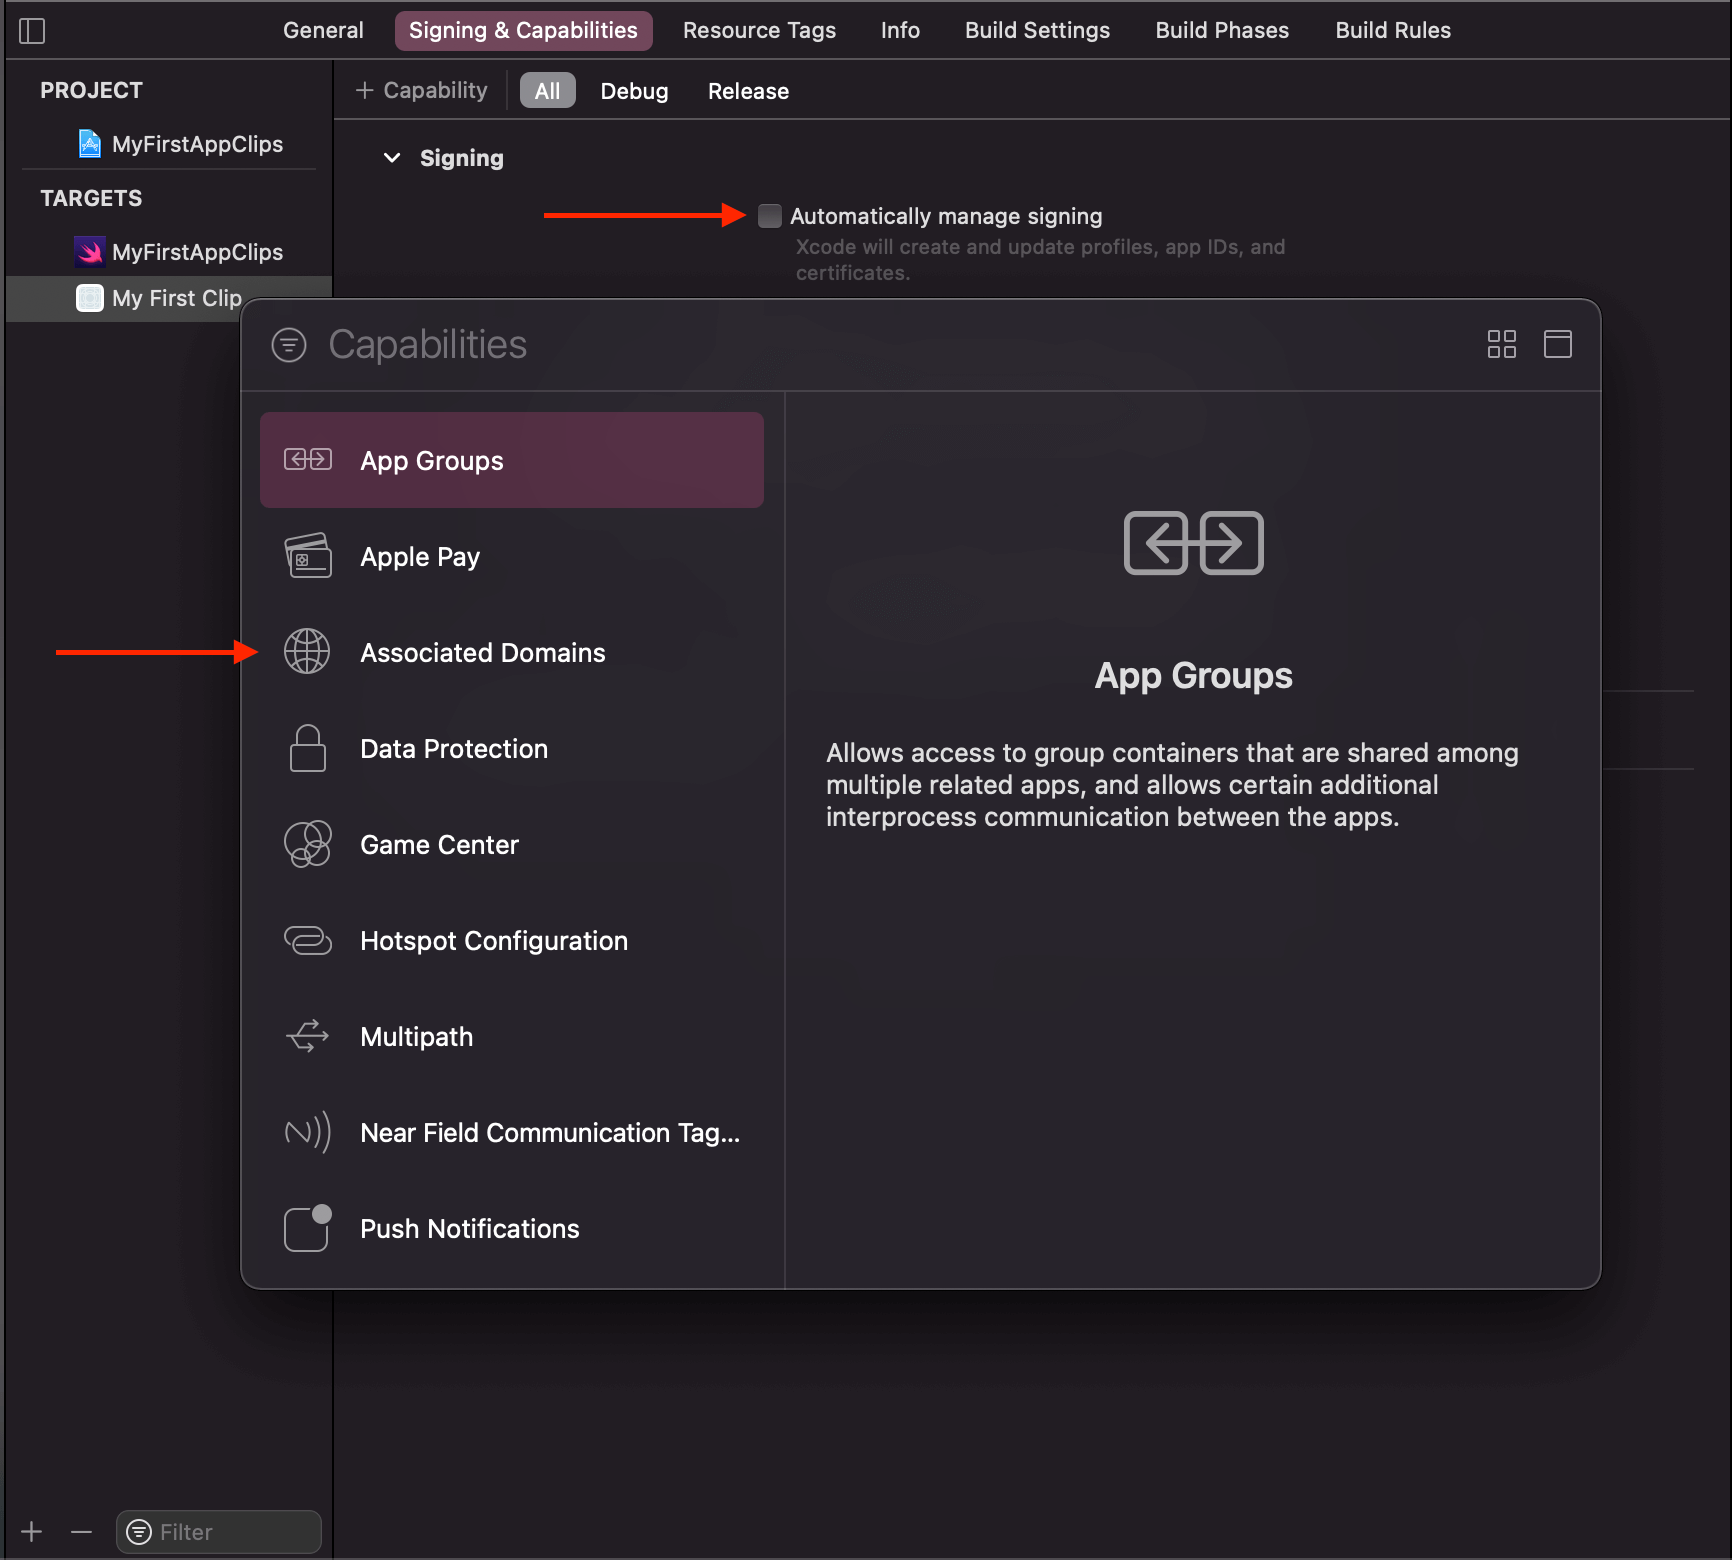 General
Signing & Capabilities
Resource Tags
Info
Build Settings
Build Phases
Build Rules
PROJECT
MyFirstAppClips
TARGETS
MyFirstAppClips
My First Clip
+ Capability
All
Debug
Release
Signing
Automatically manage signing
Xcode will create and update profiles, app IDs, and
certificates.
Capabilities
App Groups
Apple Pay
Associated Domains
Data Protection
Game Center
Hotspot Configuration
Multipath
Near Field Communication Tag...
Push Notifications
App Groups
Allows access to group containers that are shared among
multiple related apps, and allows certain additional
interprocess communication between the apps.
Filter